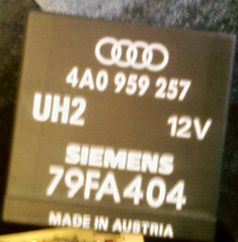 4A0 959 257
UH2 12V
SIEMENS
79FA404
MADE IN AUSTRIA